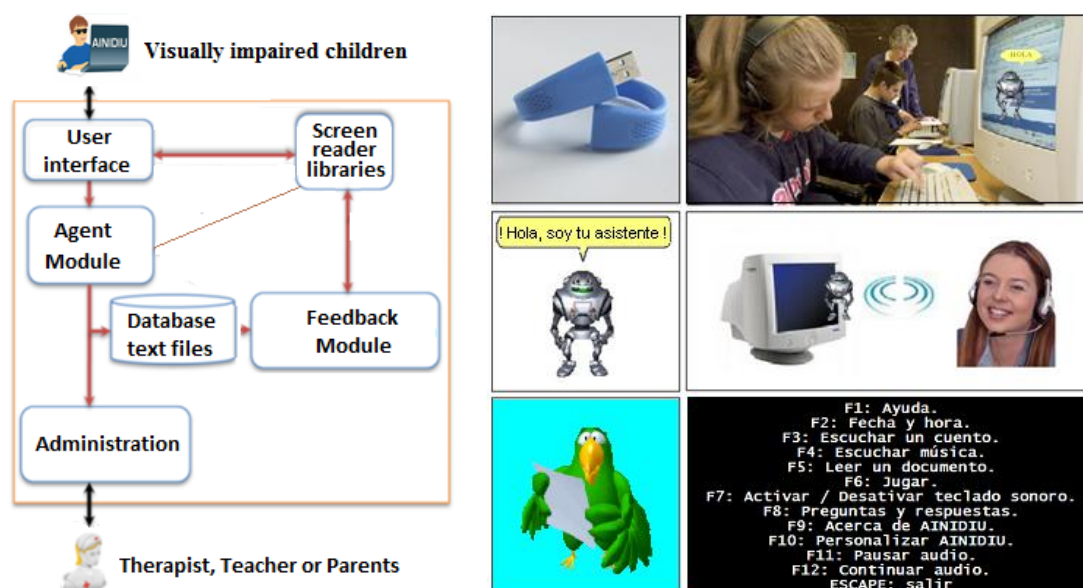 AINIDIU
Visually impaired children
User
interface
Screen
reader
libraries
Agent
Module
Database
text files
Feedback
Module
Administration
Therapist, Teacher or Parents
HOLA
! Hola, soy tu asistente !
F1: Ayuda.
F2: Fecha y hora.
F3: Escuchar un cuento.
F4: Escuchar música.
F5: Leer un documento.
F6: Jugar.
F7: Activar / Desativar teclado sonoro.
F8: Preguntas y respuestas.
F9: Acerca de AINIDIU.
F10: Personalizar AINIDIU.
F11: Pausar audio.
F12: Continuar audio.
ESCAPE: salir